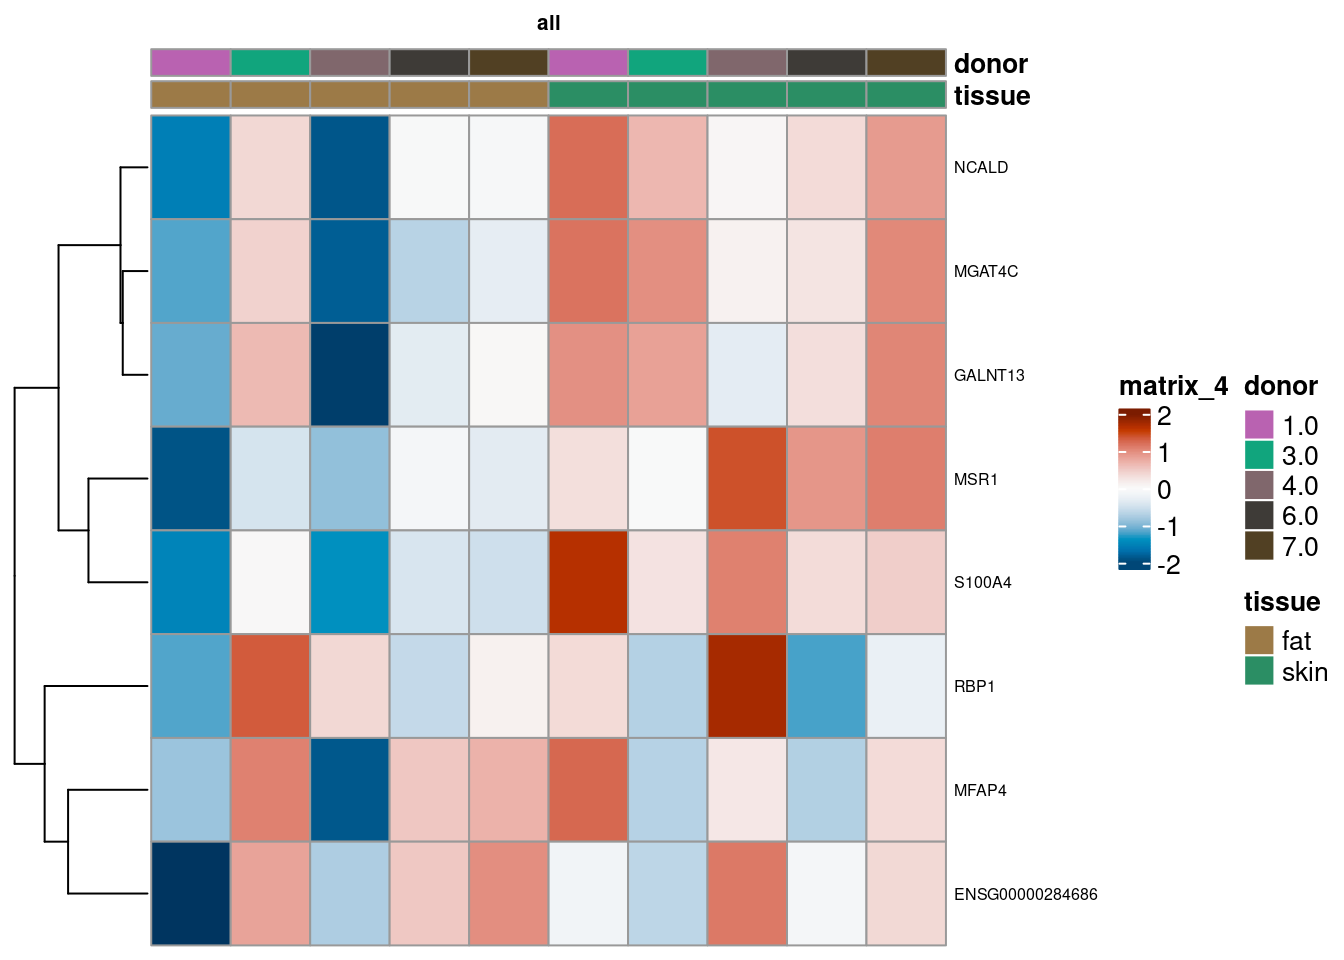 all
donor
tissue
NCALD
MGAT4C
GALNT13
MSR1
S100A4
RBP1
MFAP4
ENSG00000284686
matrix_4
2
1
0
-1
-2
donor
1.0
3.0
4.0
6.0
7.0
tissue
fat
skin